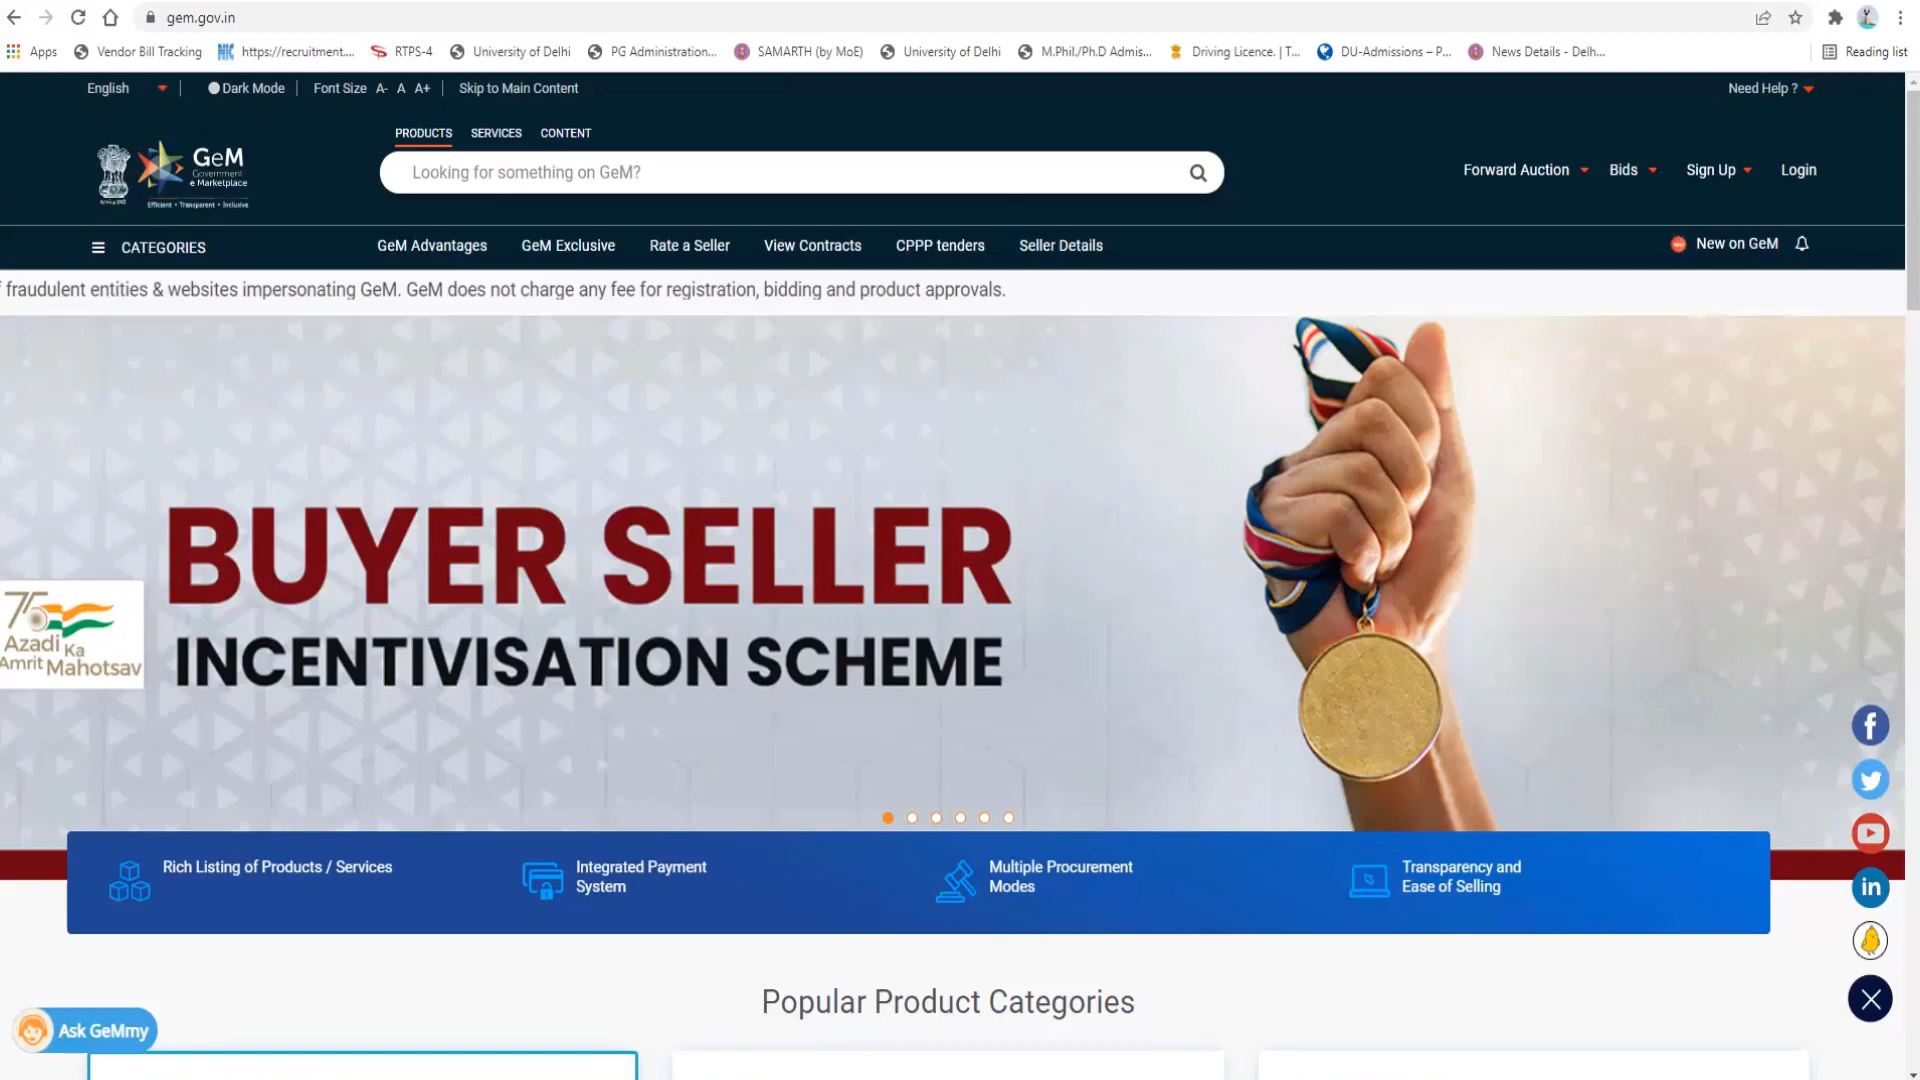 gem.gov.in
Apps Vendor Bill Tracking https://recruitment.... RTPS-4 University of Delhi PG Administration... SAMARTH (by MoE) University of Delhi M.Phil./Ph.D Admis... Driving Licence. | T... DU-Admissions – P... News Details - Delh... Reading list
English Dark Mode Font Size A- A A+ Skip to Main Content Need Help ?
PRODUCTS SERVICES CONTENT
GeM
Government
e Marketplace
Efficient • Transparent • Inclusive
Looking for something on GeM?
Forward Auction Bids Sign Up Login
CATEGORIES GeM Advantages GeM Exclusive Rate a Seller View Contracts CPPP tenders Seller Details New on GeM
fraudulent entities & websites impersonating GeM. GeM does not charge any fee for registration, bidding and product approvals.
BUYER SELLER
INCENTIVISATION SCHEME
75
Azadi Ka
Amrit Mahotsav
Rich Listing of Products / Services
Integrated Payment
System
Multiple Procurement
Modes
Transparency and
Ease of Selling
Popular Product Categories
Ask GeMmy